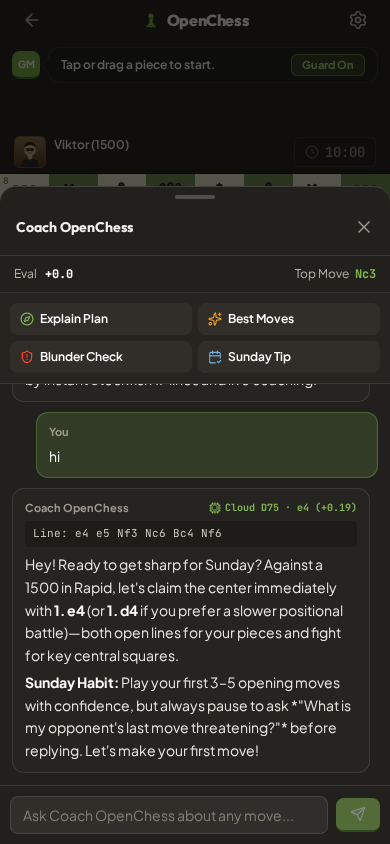 OpenChess
GM
Tap or drag a piece to start.
Guard On
Viktor (1500)
10:00
8
Coach OpenChess
Eval +0.0
Top Move Nc3
Explain Plan
Best Moves
Blunder Check
Sunday Tip
You
hi
Coach OpenChess
Cloud D75 · e4 (+0.19)
Line: e4 e5 Nf3 Nc6 Bc4 Nf6
Hey! Ready to get sharp for Sunday? Against a
1500 in Rapid, let's claim the center immediately
with 1. e4 (or 1. d4 if you prefer a slower positional
battle)—both open lines for your pieces and fight
for key central squares.
Sunday Habit: Play your first 3–5 opening moves
with confidence, but always pause to ask *"What is
my opponent's last move threatening?"* before
replying. Let's make your first move!
Ask Coach OpenChess about any move...